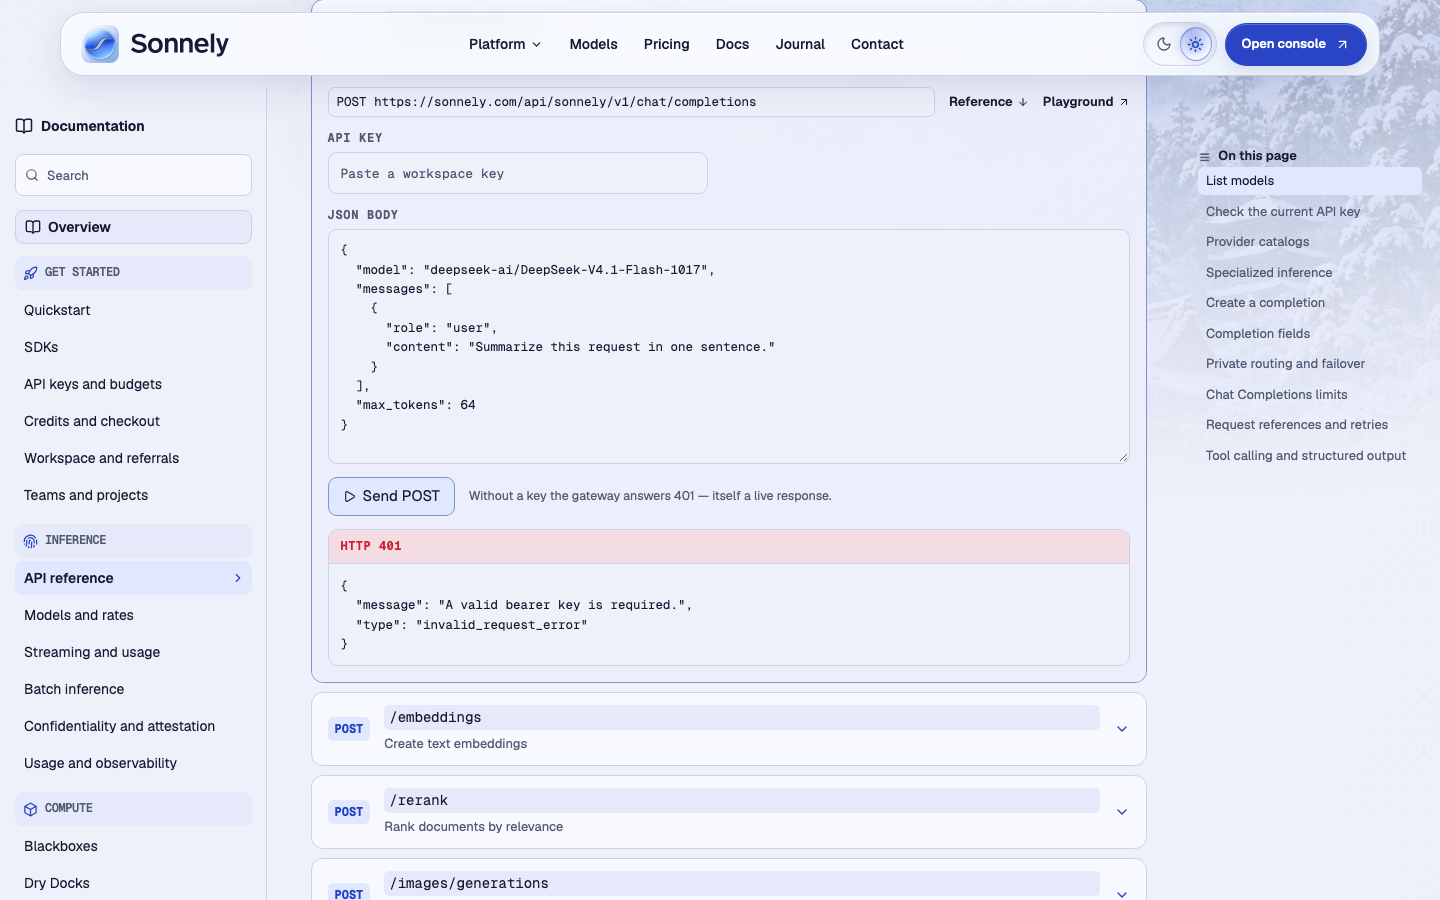 Sonnely
Platform
Models
Pricing
Docs
Journal
Contact
Open console
Documentation
Search
Overview
GET STARTED
Quickstart
SDKs
API keys and budgets
Credits and checkout
Workspace and referrals
Teams and projects
INFERENCE
API reference
Models and rates
Streaming and usage
Batch inference
Confidentiality and attestation
Usage and observability
COMPUTE
Blackboxes
Dry Docks
POST https://sonnely.com/api/sonnely/v1/chat/completions
Reference ↓
Playground ↗
API KEY
Paste a workspace key
JSON BODY
{
  "model": "deepseek-ai/DeepSeek-V4.1-Flash-1017",
  "messages": [
    {
      "role": "user",
      "content": "Summarize this request in one sentence."
    }
  ],
  "max_tokens": 64
}
Send POST
Without a key the gateway answers 401 — itself a live response.
HTTP 401
{
  "message": "A valid bearer key is required.",
  "type": "invalid_request_error"
}
POST
/embeddings
Create text embeddings
POST
/rerank
Rank documents by relevance
POST
/images/generations
On this page
List models
Check the current API key
Provider catalogs
Specialized inference
Create a completion
Completion fields
Private routing and failover
Chat Completions limits
Request references and retries
Tool calling and structured output